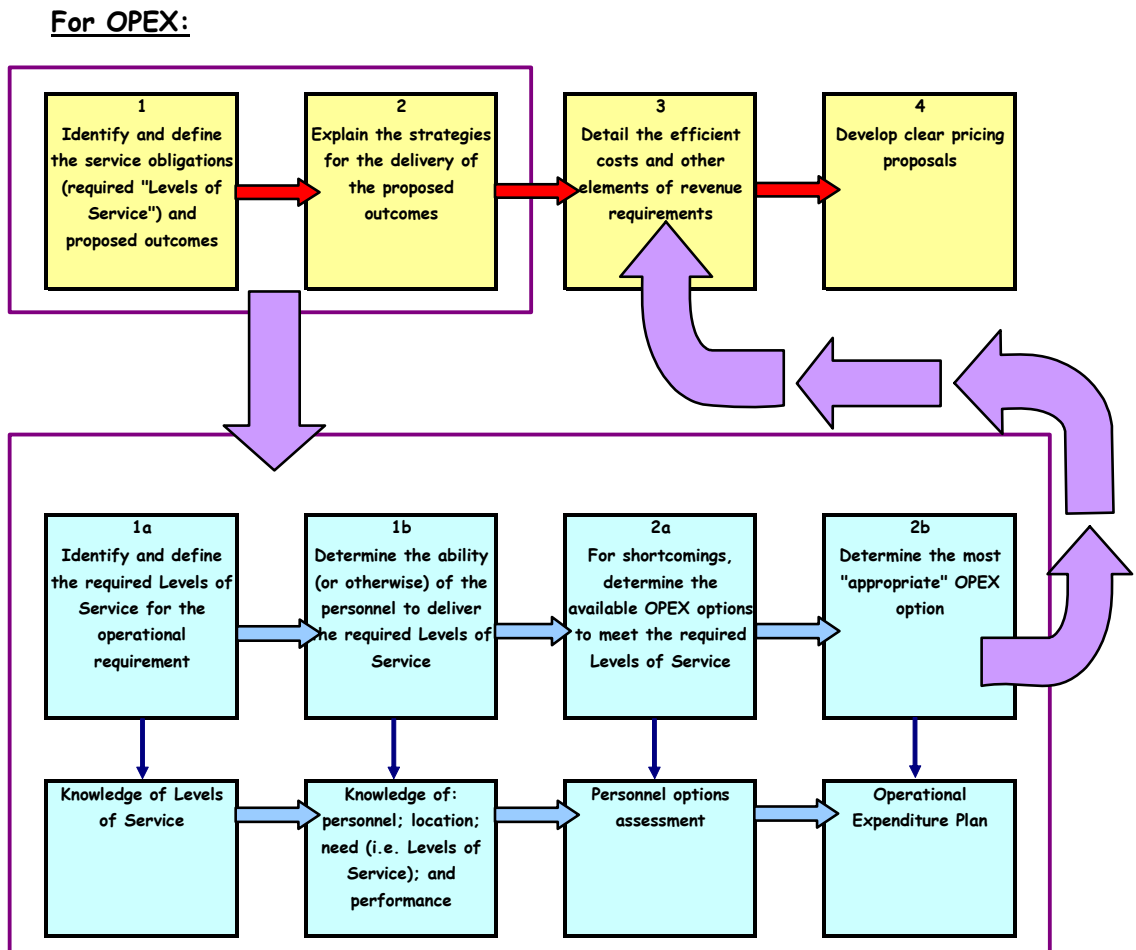 For OPEX:
1
Identify and define
the service obligations
(required "Levels of
Service") and
proposed outcomes
2
Explain the strategies
for the delivery of
the proposed
outcomes
3
Detail the efficient
costs and other
elements of revenue
requirements
4
Develop clear pricing
proposals
1a
Identify and define
the required Levels of
Service for the
operational
requirement
1b
Determine the ability
(or otherwise) of the
personnel to deliver
the required Levels of
Service
2a
For shortcomings,
determine the
available OPEX options
to meet the required
Levels of Service
2b
Determine the most
"appropriate" OPEX
option
Knowledge of Levels
of Service
Knowledge of:
personnel; location;
need (i.e. Levels of
Service); and
performance
Personnel options
assessment
Operational
Expenditure Plan